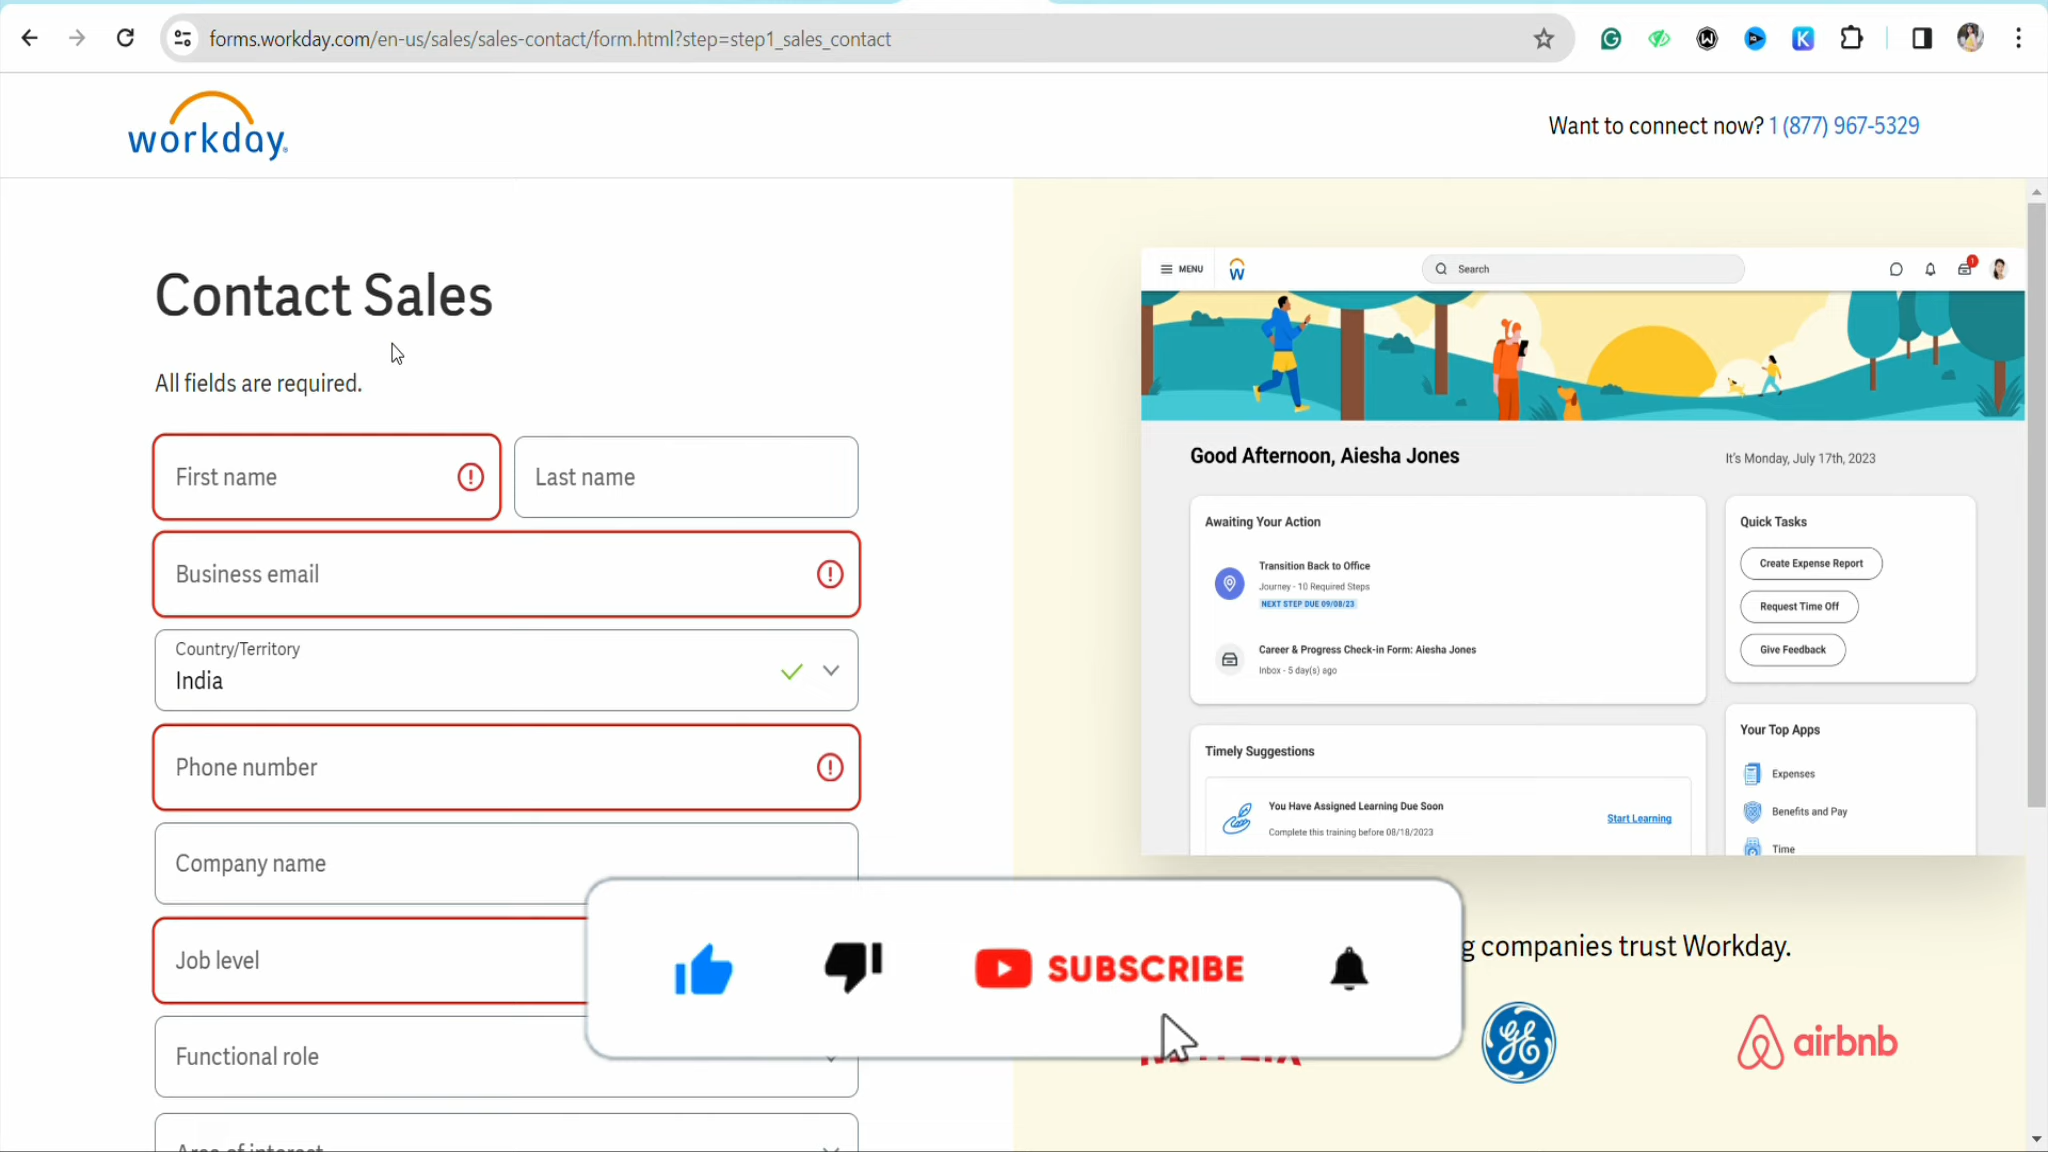 forms.workday.com/en-us/sales/sales-contact/form.html?step=step1_sales_contact
workday.
Want to connect now? 1 (877) 967-5329
Contact Sales
All fields are required.
First name
Last name
Business email
Country/Territory
India
Phone number
Company name
Job level
Functional role
Area of interest
MENU
W
Search
1
Good Afternoon, Aiesha Jones
It's Monday, July 17th, 2023
Awaiting Your Action
Transition Back to Office
Journey - 10 Required Steps
NEXT STEP DUE 09/08/23
Career & Progress Check-in Form: Aiesha Jones
Inbox - 5 day(s) ago
Quick Tasks
Create Expense Report
Request Time Off
Give Feedback
Timely Suggestions
You Have Assigned Learning Due Soon
Complete this training before 08/18/2023
Start Learning
Your Top Apps
Expenses
Benefits and Pay
Time
g companies trust Workday.
SUBSCRIBE
GE
airbnb